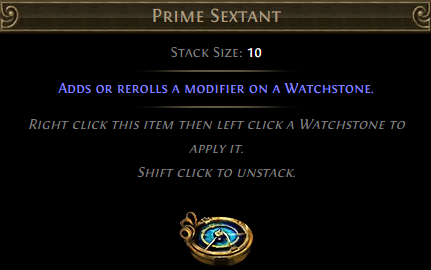 Prime Sextant
Stack Size: 10
Adds or rerolls a modifier on a Watchstone.
Right click this item then left click a Watchstone to
apply it.
Shift click to unstack.